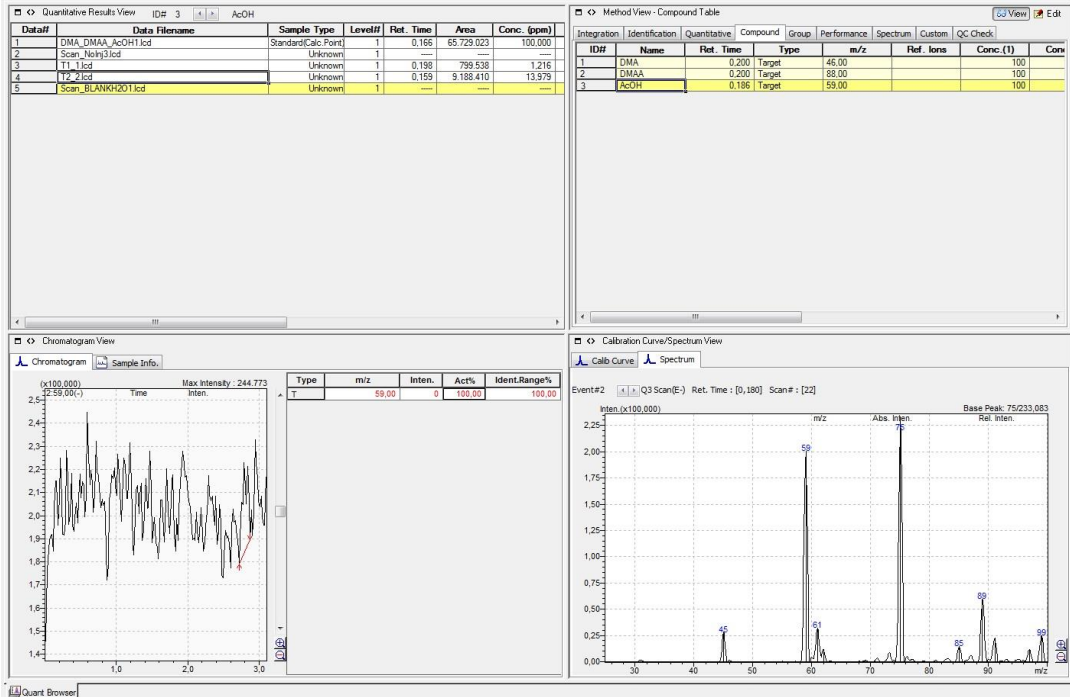 Quantitative Results View ID# 3 AcOH
Data# Data Filename Sample Type Level# Ret. Time Area Conc. (ppm)
1 DMA_DMAA_AcOH1.lcd Standard(Calc.Point) 1 0,166 65.729.023 100,000
2 Scan_NoInj3.lcd Unknown 1 ----- ----- -----
3 T1_1.lcd Unknown 1 0,198 799.538 1,216
4 T2_2.lcd Unknown 1 0,159 9.188.410 13,979
5 Scan_BLANKH2O1.lcd Unknown 1 ----- ----- -----
Method View - Compound Table View Edit
Integration Identification Quantitative Compound Group Performance Spectrum Custom QC Check
ID# Name Ret. Time Type m/z Ref. Ions Conc.(1) Conc
1 DMA 0,200 Target 46,00 100
2 DMAA 0,200 Target 88,00 100
3 AcOH 0,186 Target 59,00 100
Chromatogram View
Chromatogram Sample Info.
(x100,000) Max Intensity : 244.773
2:59,00(-) Time Inten.
2,5
2,4
2,3
2,2
2,1
2,0
1,9
1,8
1,7
1,6
1,5
1,4
1,0 2,0 3,0
Type m/z Inten. Act% Ident.Range%
T 59,00 0 100,00 100,00
Calibration Curve/Spectrum View
Calib Curve Spectrum
Event#2 Q3 Scan(E-) Ret. Time : [0,180] Scan# : [22]
Inten.(x100,000) Base Peak: 75/233,083
m/z Abs. Inten. Rel. Inten.
2,25
2,00
1,75
1,50
1,25
1,00
0,75
0,50
0,25
0,00
45 59 61 75 85 89 99
30 40 50 60 70 80 90 m/z
Quant Browser